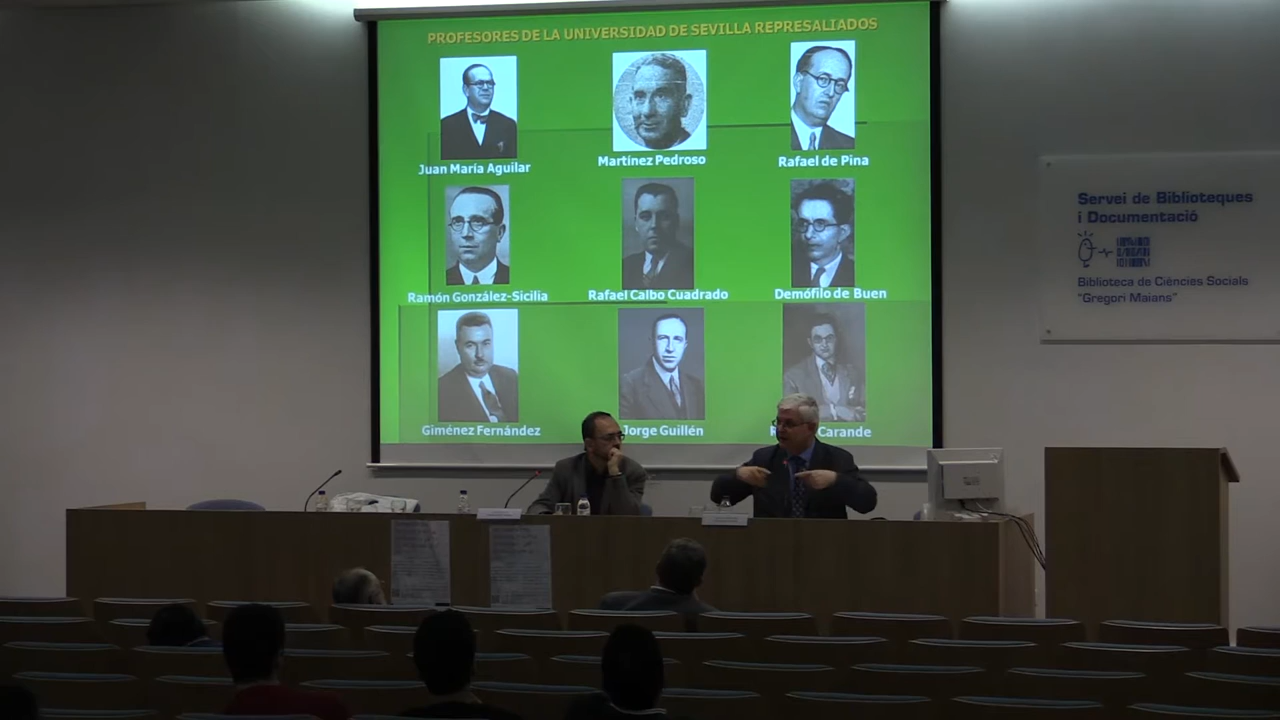 PROFESORES DE LA UNIVERSIDAD DE SEVILLA REPRESALIADOS
Juan María Aguilar
Martínez Pedroso
Rafael de Pina
Ramón González-Sicilia
Rafael Calbo Cuadrado
Demófilo de Buen
Giménez Fernández
Jorge Guillén
Carande
Servei de Biblioteques
i Documentació
Biblioteca de Ciències Socials
"Gregori Maians"